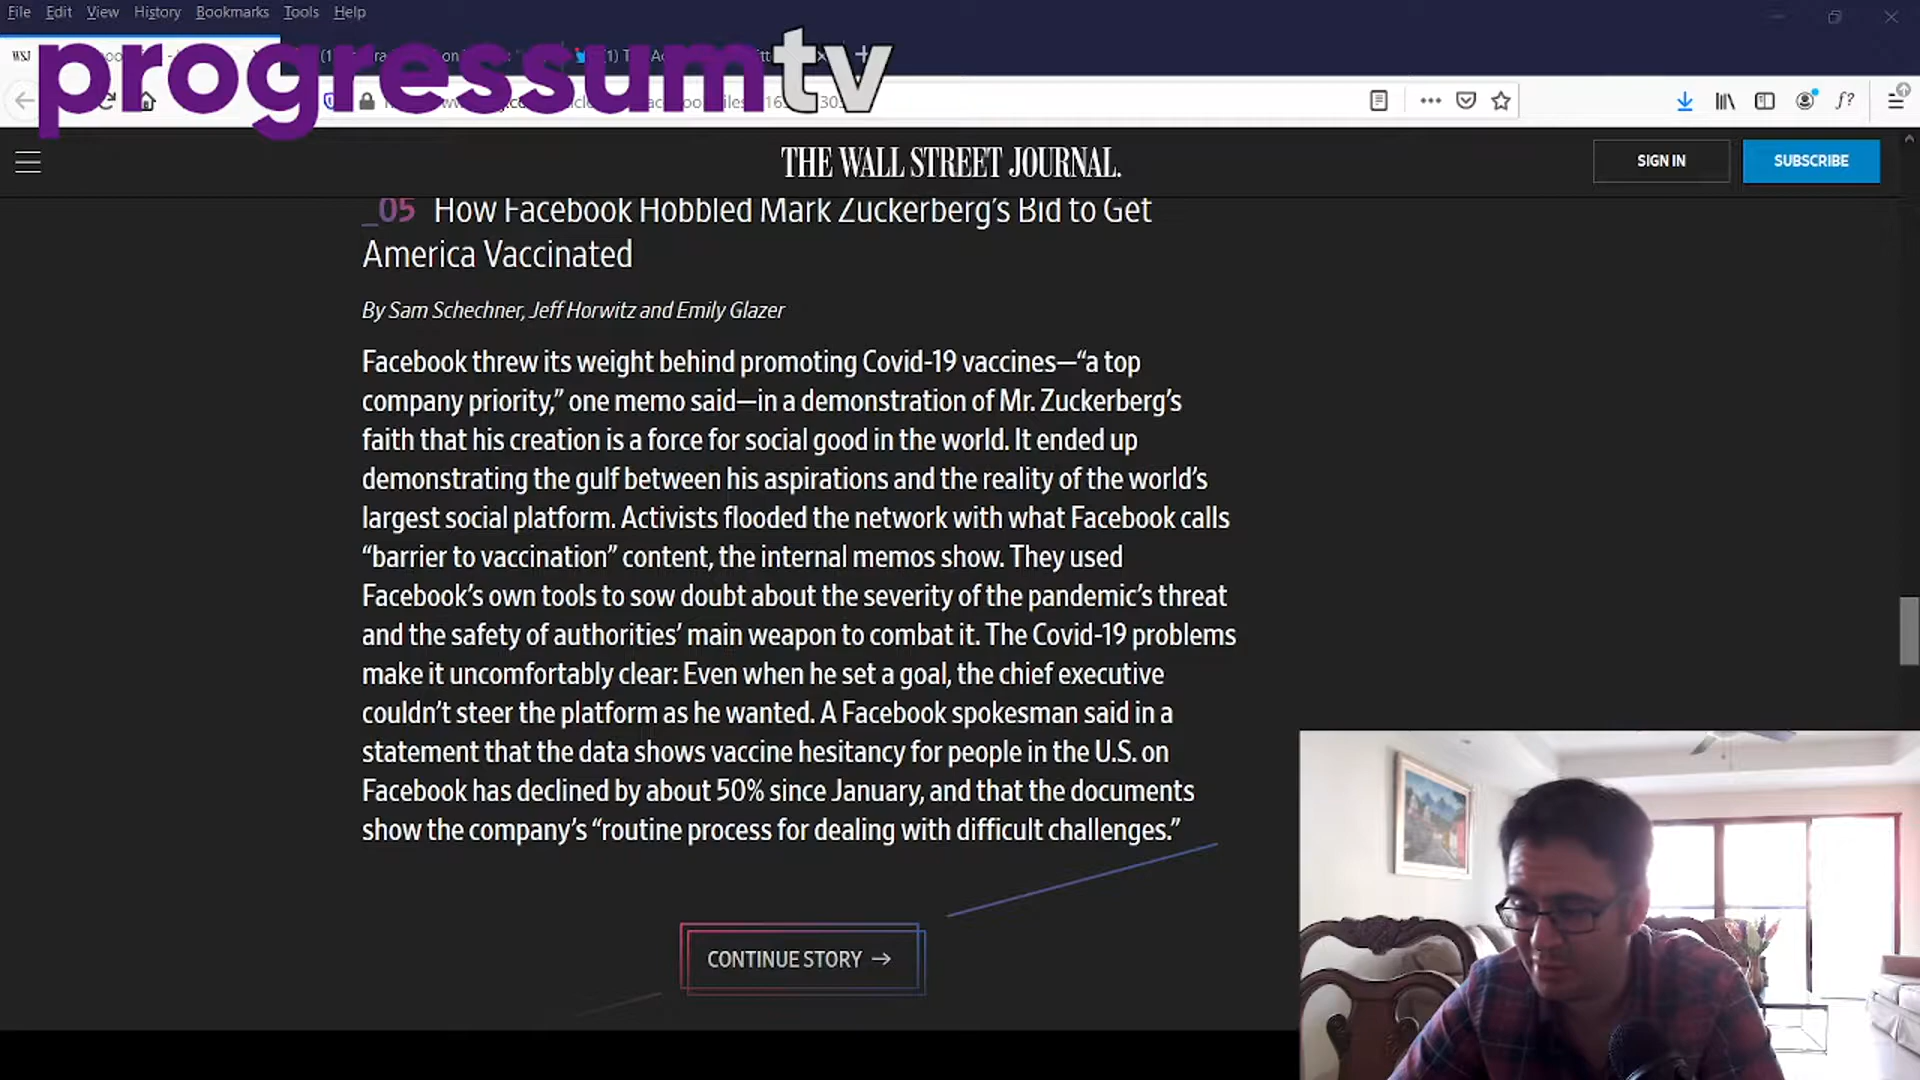 File Edit View History Bookmarks Tools Help
progressumtv
WSJ
THE WALL STREET JOURNAL.
SIGN IN
SUBSCRIBE
_05 How Facebook Hobbled Mark Zuckerberg's Bid to Get
America Vaccinated
By Sam Schechner, Jeff Horwitz and Emily Glazer
Facebook threw its weight behind promoting Covid-19 vaccines—“a top
company priority,” one memo said—in a demonstration of Mr. Zuckerberg’s
faith that his creation is a force for social good in the world. It ended up
demonstrating the gulf between his aspirations and the reality of the world’s
largest social platform. Activists flooded the network with what Facebook calls
“barrier to vaccination” content, the internal memos show. They used
Facebook’s own tools to sow doubt about the severity of the pandemic’s threat
and the safety of authorities’ main weapon to combat it. The Covid-19 problems
make it uncomfortably clear: Even when he set a goal, the chief executive
couldn’t steer the platform as he wanted. A Facebook spokesman said in a
statement that the data shows vaccine hesitancy for people in the U.S. on
Facebook has declined by about 50% since January, and that the documents
show the company’s “routine process for dealing with difficult challenges.”
CONTINUE STORY →